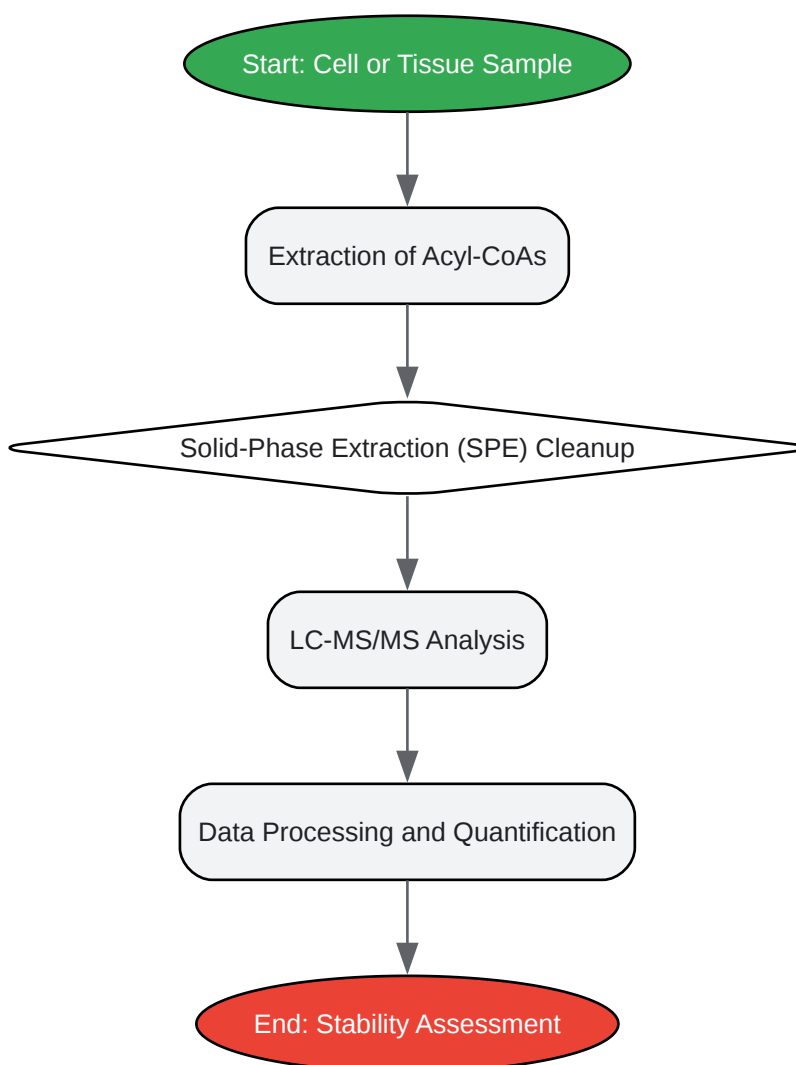 Start: Cell or Tissue Sample
Extraction of Acyl-CoAs
Solid-Phase Extraction (SPE) Cleanup
LC-MS/MS Analysis
Data Processing and Quantification
End: Stability Assessment